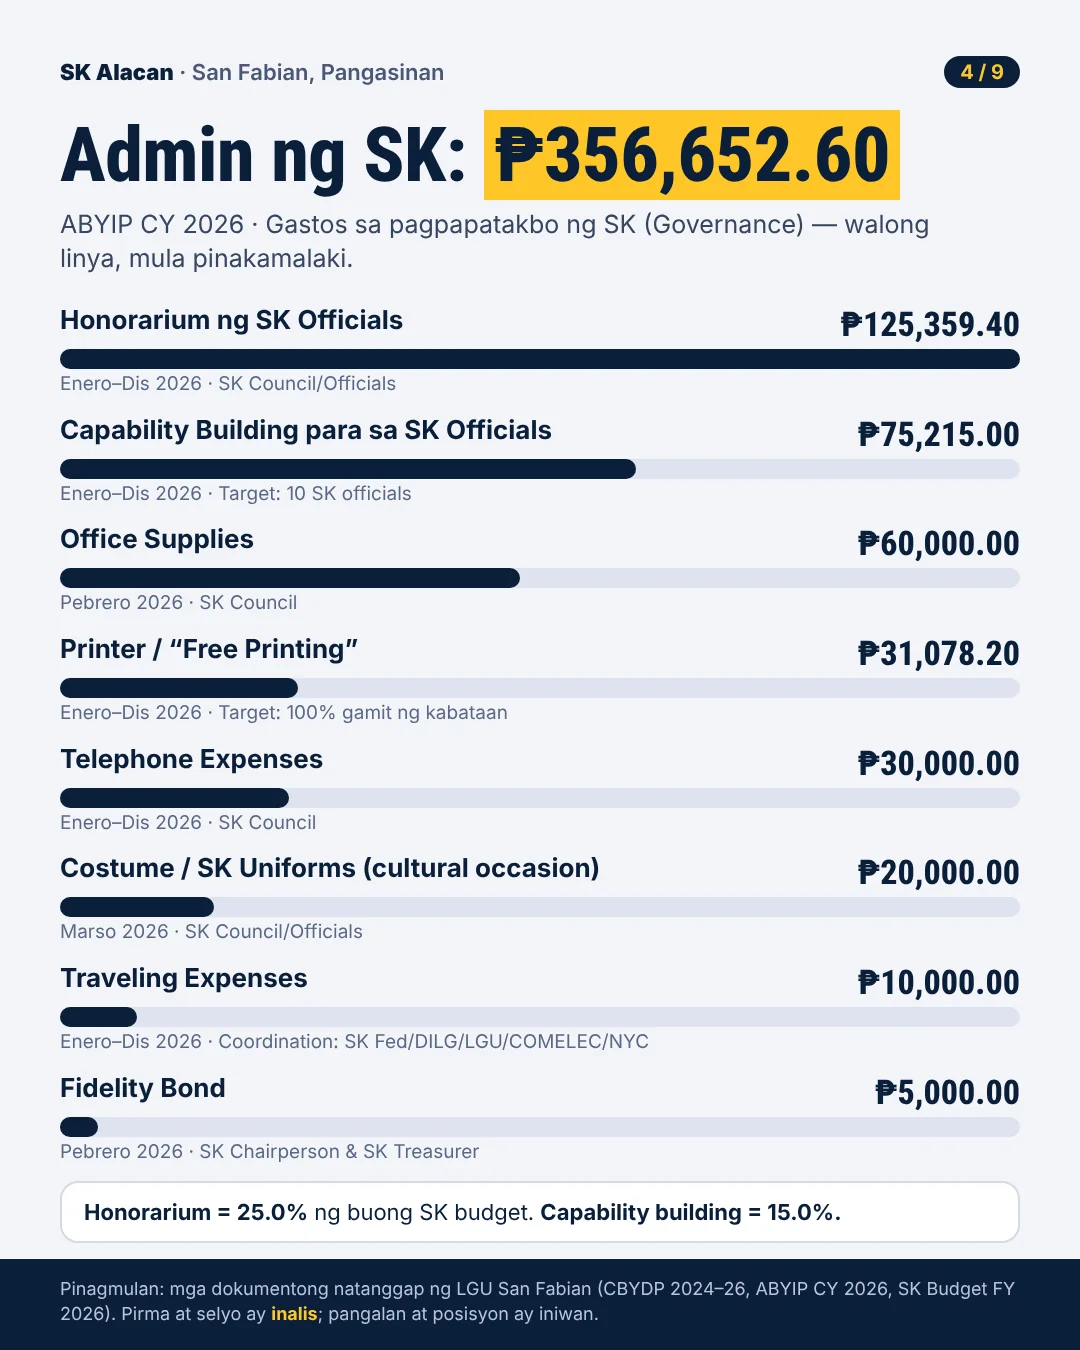 SK Alacan · San Fabian, Pangasinan
4 / 9
Admin ng SK: ₱356,652.60
ABYIP CY 2026 · Gastos sa pagpapatakbo ng SK (Governance) — walong
linya, mula pinakamalaki.
Honorarium ng SK Officials
₱125,359.40
Enero–Dis 2026 · SK Council/Officials
Capability Building para sa SK Officials
₱75,215.00
Enero–Dis 2026 · Target: 10 SK officials
Office Supplies
₱60,000.00
Pebrero 2026 · SK Council
Printer / “Free Printing”
₱31,078.20
Enero–Dis 2026 · Target: 100% gamit ng kabataan
Telephone Expenses
₱30,000.00
Enero–Dis 2026 · SK Council
Costume / SK Uniforms (cultural occasion)
₱20,000.00
Marso 2026 · SK Council/Officials
Traveling Expenses
₱10,000.00
Enero–Dis 2026 · Coordination: SK Fed/DILG/LGU/COMELEC/NYC
Fidelity Bond
₱5,000.00
Pebrero 2026 · SK Chairperson & SK Treasurer
Honorarium = 25.0% ng buong SK budget. Capability building = 15.0%.
Pinagmulan: mga dokumentong natanggap ng LGU San Fabian (CBYDP 2024–26, ABYIP CY 2026, SK Budget FY
2026). Pirma at selyo ay inalis; pangalan at posisyon ay iniwan.